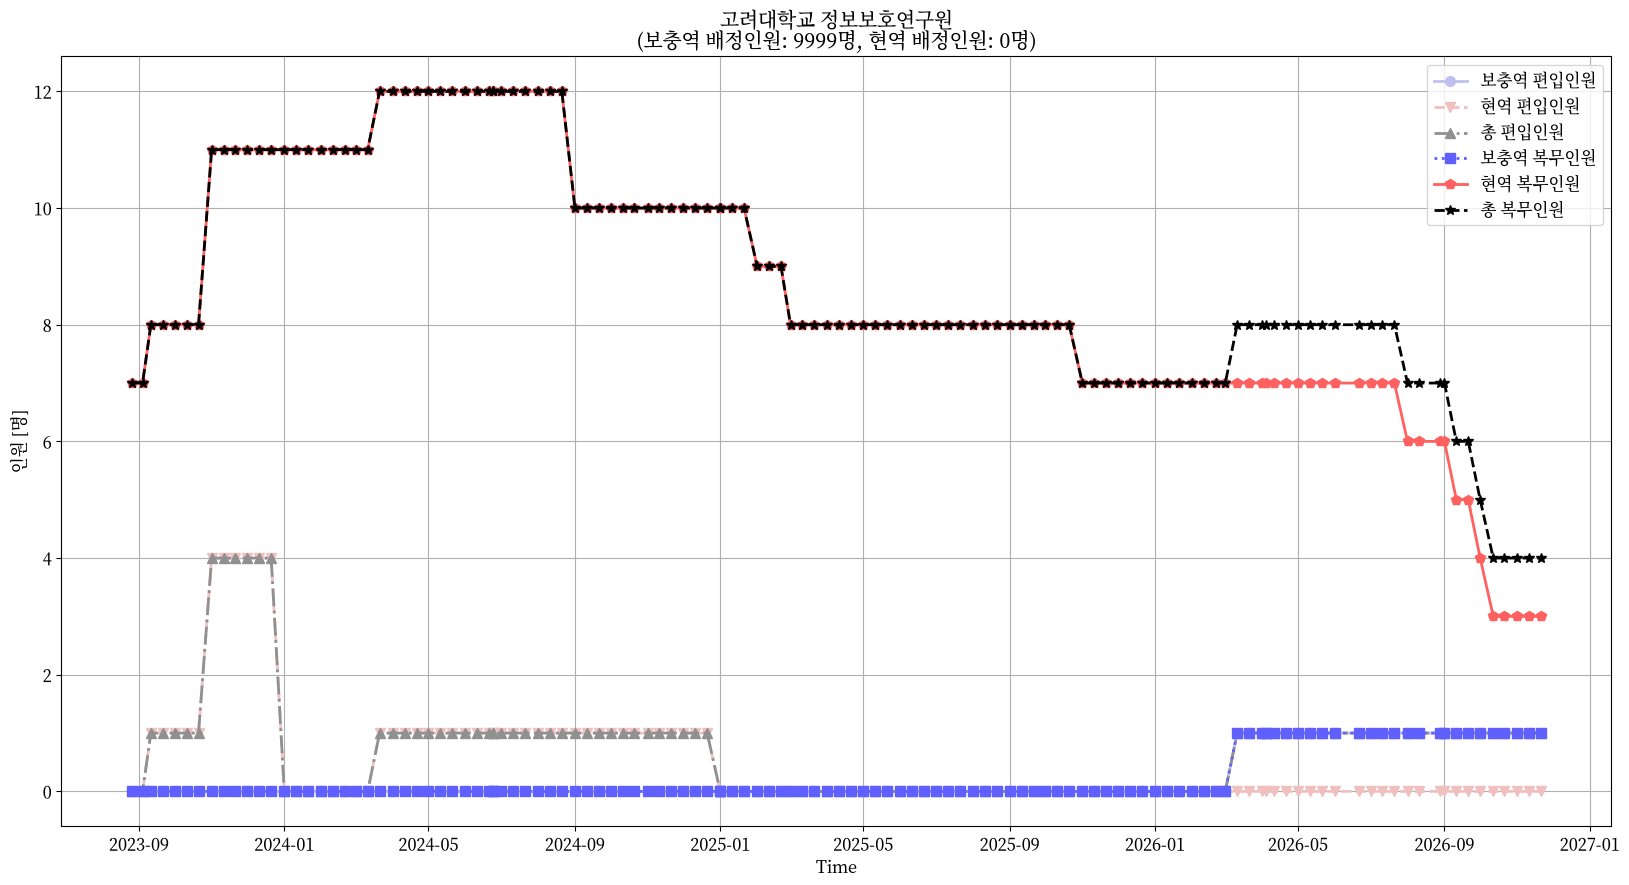 고려대학교 정보보호연구원
(보충역 배정인원: 9999명, 현역 배정인원: 0명)
보충역 편입인원
현역 편입인원
총 편입인원
보충역 복무인원
현역 복무인원
총 복무인원
인원 [명]
12
10
8
6
4
2
0
2023-09 2024-01 2024-05 2024-09 2025-01 2025-05 2025-09 2026-01 2026-05 2026-09 2027-01
Time